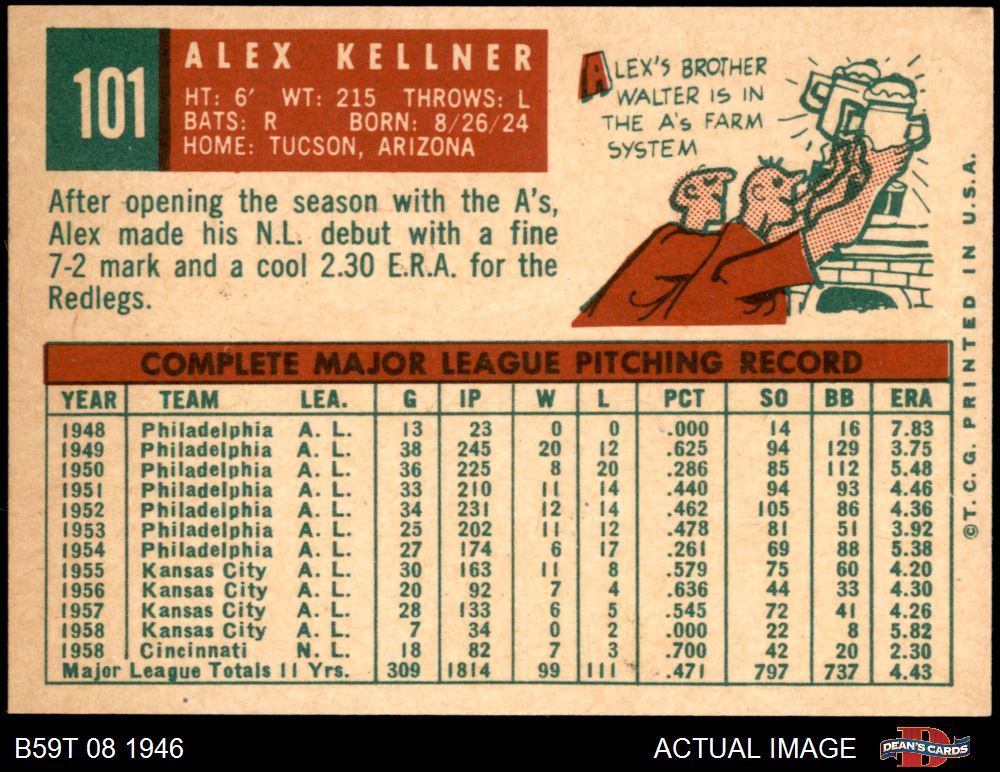 101
ALEX KELLNER
HT: 6' WT: 215 THROWS: L
BATS: R BORN: 8/26/24
HOME: TUCSON, ARIZONA
After opening the season with the A's,
Alex made his N.L. debut with a fine
7-2 mark and a cool 2.30 E.R.A. for the
Redlegs.
ALEX'S BROTHER
WALTER IS IN
THE A's FARM
SYSTEM
COMPLETE MAJOR LEAGUE PITCHING RECORD
YEAR TEAM LEA. G IP W L PCT SO BB ERA
1948 Philadelphia A. L. 13 23 0 0 .000 14 16 7.83
1949 Philadelphia A. L. 38 245 20 12 .625 94 129 3.75
1950 Philadelphia A. L. 36 225 8 20 .286 85 112 5.48
1951 Philadelphia A. L. 33 210 11 14 .440 94 93 4.46
1952 Philadelphia A. L. 34 231 12 14 .462 105 86 4.36
1953 Philadelphia A. L. 25 202 11 12 .478 81 51 3.92
1954 Philadelphia A. L. 27 174 6 17 .261 69 88 5.38
1955 Kansas City A. L. 30 163 11 8 .579 75 60 4.20
1956 Kansas City A. L. 20 92 7 4 .636 44 33 4.30
1957 Kansas City A. L. 28 133 6 5 .545 72 41 4.26
1958 Kansas City A. L. 7 34 0 2 .000 22 8 5.82
1958 Cincinnati N. L. 18 82 7 3 .700 42 20 2.30
Major League Totals 11 Yrs. 309 1814 99 111 .471 797 737 4.43
©T. C. G. PRINTED IN U.S.A.
B59T 08 1946
ACTUAL IMAGE
DEAN'S CARDS